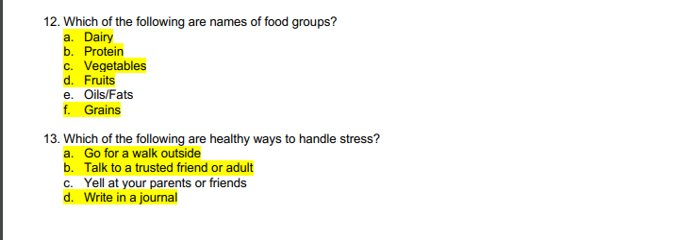 12. Which of the following are names of food groups?
a. Dairy
b. Protein
c. Vegetables
d. Fruits
e. Oils/Fats
f. Grains
13. Which of the following are healthy ways to handle stress?
a. Go for a walk outside
b. Talk to a trusted friend or adult
c. Yell at your parents or friends
d. Write in a journal